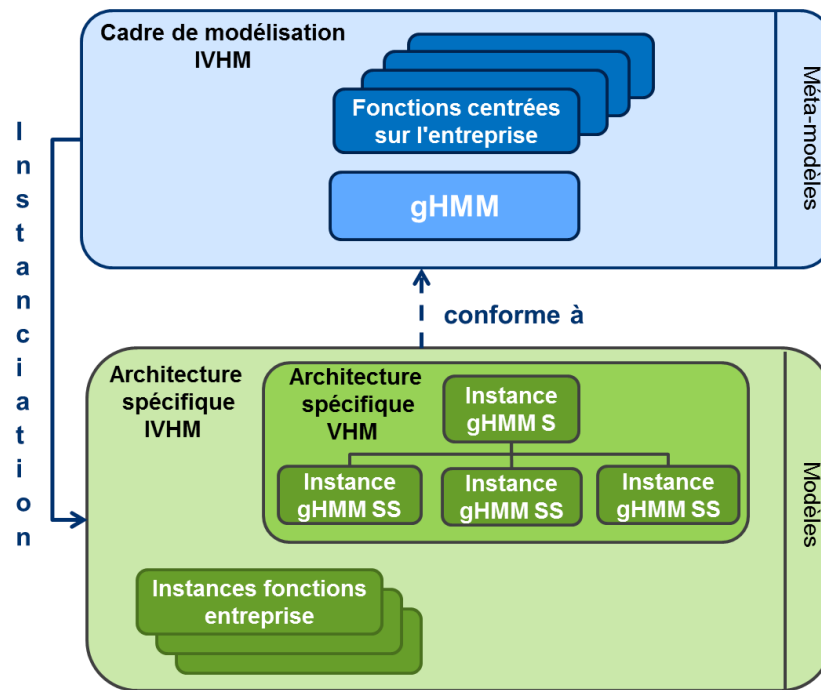 Cadre de modélisation
IVHM
Fonctions centrées
sur l'entreprise
gHMM
Méta-modèles
Instanciation
conforme à
Architecture
spécifique
IVHM
Architecture
spécifique
VHM
Instance
gHMM S
Instance
gHMM SS
Instance
gHMM SS
Instance
gHMM SS
Modèles
Instances fonctions
entreprise